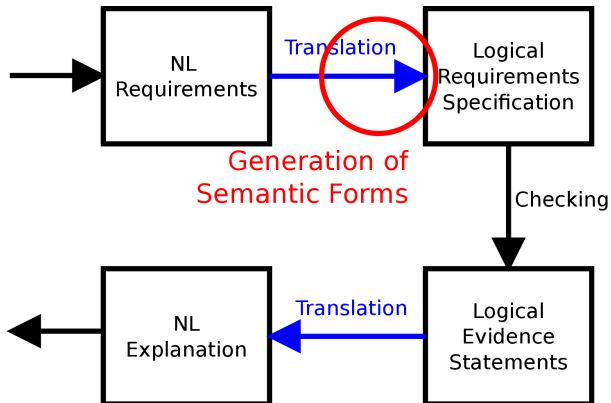 NL
Requirements
Translation
Logical
Requirements
Specification
Generation of
Semantic Forms
Checking
NL
Explanation
Translation
Logical
Evidence
Statements